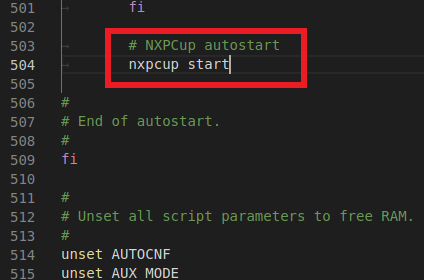 501 fi
502
503 # NXPCup autostart
504 nxpcup start
505
506 #
507 # End of autostart.
508 #
509 fi
510
511 #
512 # Unset all script parameters to free RAM.
513 #
514 unset AUTOCNF
515 unset AUX_MODE